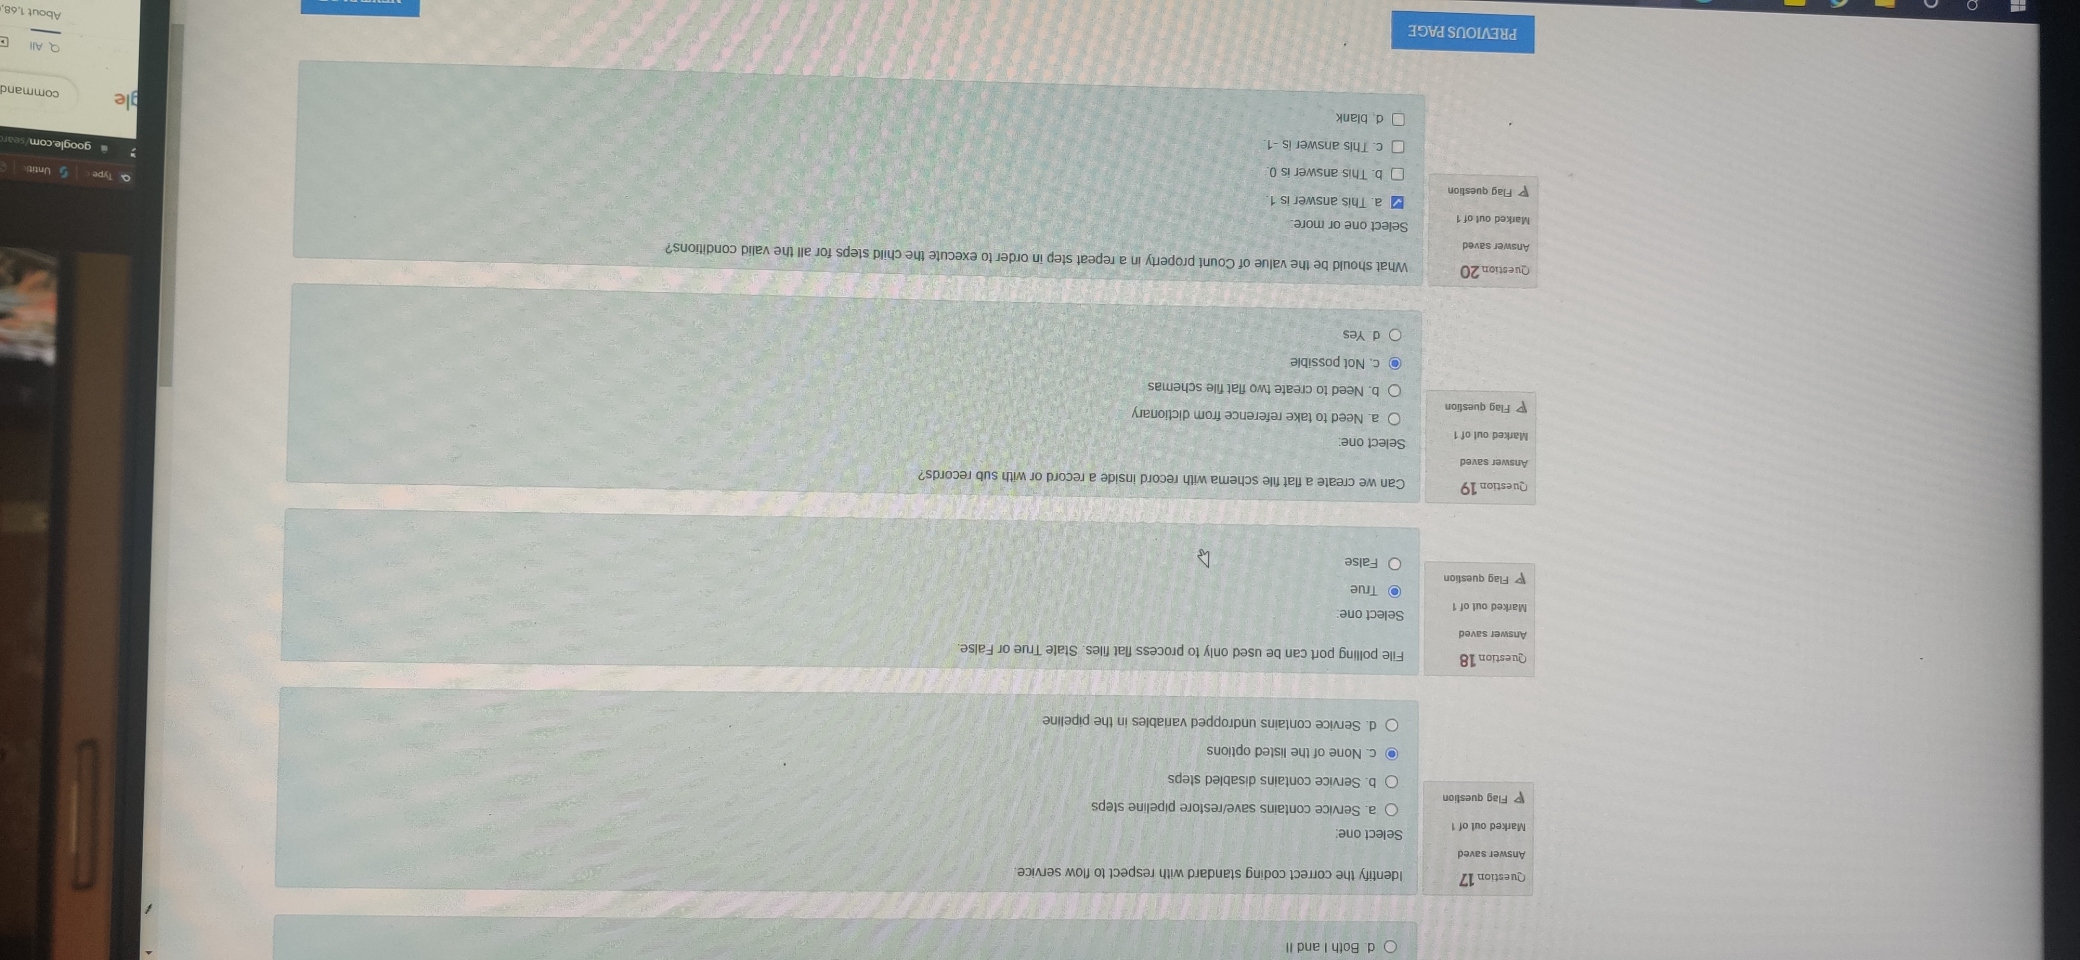 d. Both I and II
Question 17
Answer saved
Marked out of 1
Flag question
Identify the correct coding standard with respect to flow service.
Select one:
a. Service contains save/restore pipeline steps
b. Service contains disabled steps
c. None of the listed options
d. Service contains undropped variables in the pipeline
Question 18
Answer saved
Marked out of 1
Flag question
File polling port can be used only to process flat files. State True or False.
Select one:
True
False
Question 19
Answer saved
Marked out of 1
Flag question
Can we create a flat file schema with record inside a record or with sub records?
Select one:
a. Need to take reference from dictionary
b. Need to create two flat file schemas
c. Not possible
d. Yes
Question 20
Answer saved
Marked out of 1
Flag question
What should be the value of Count property in a repeat step in order to execute the child steps for all the valid conditions?
Select one or more:
a. This answer is 1.
b. This answer is 0.
c. This answer is -1.
d. blank
PREVIOUS PAGE
Type
Untitl
google.com/sear
gle
command
All
About 1,68,